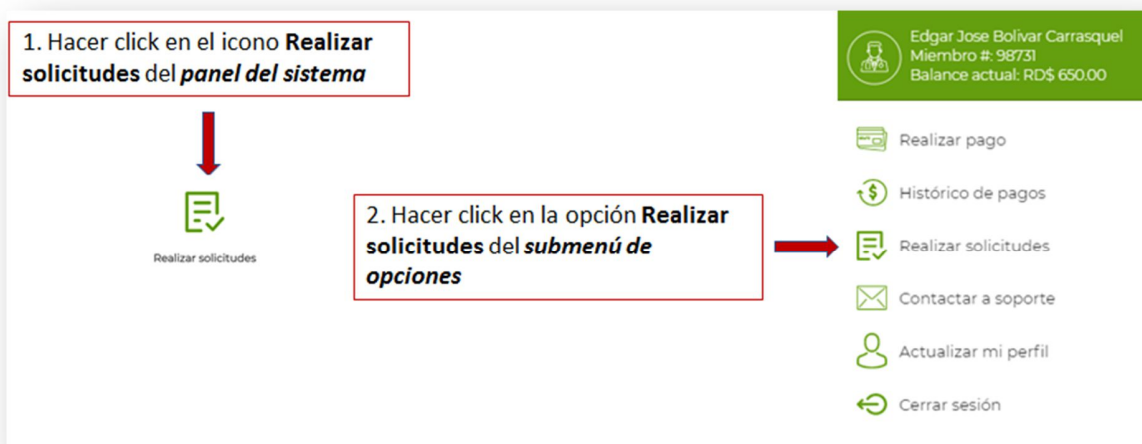 1. Hacer click en el icono Realizar
solicitudes del panel del sistema
Realizar solicitudes
2. Hacer click en la opción Realizar
solicitudes del submenú de
opciones
Edgar Jose Bolivar Carrasquel
Miembro #: 98731
Balance actual: RD$ 650.00
Realizar pago
Histórico de pagos
Realizar solicitudes
Contactar a soporte
Actualizar mi perfil
Cerrar sesión